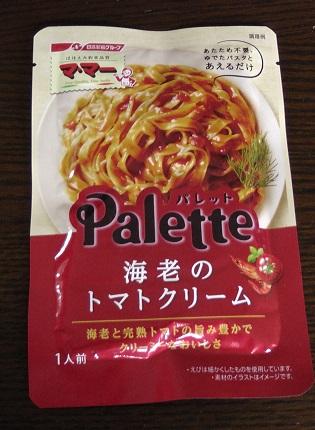 日清製粉グループ
調理例
マ・マー
あたため不要、
ゆでたパスタと
あえるだけ
パレット
Palette
海老の
トマトクリーム
海老と完熟トマトの旨み豊かで
1人前
・えびは細かくしたものを使用しています。
・素材のイラストはイメージです。